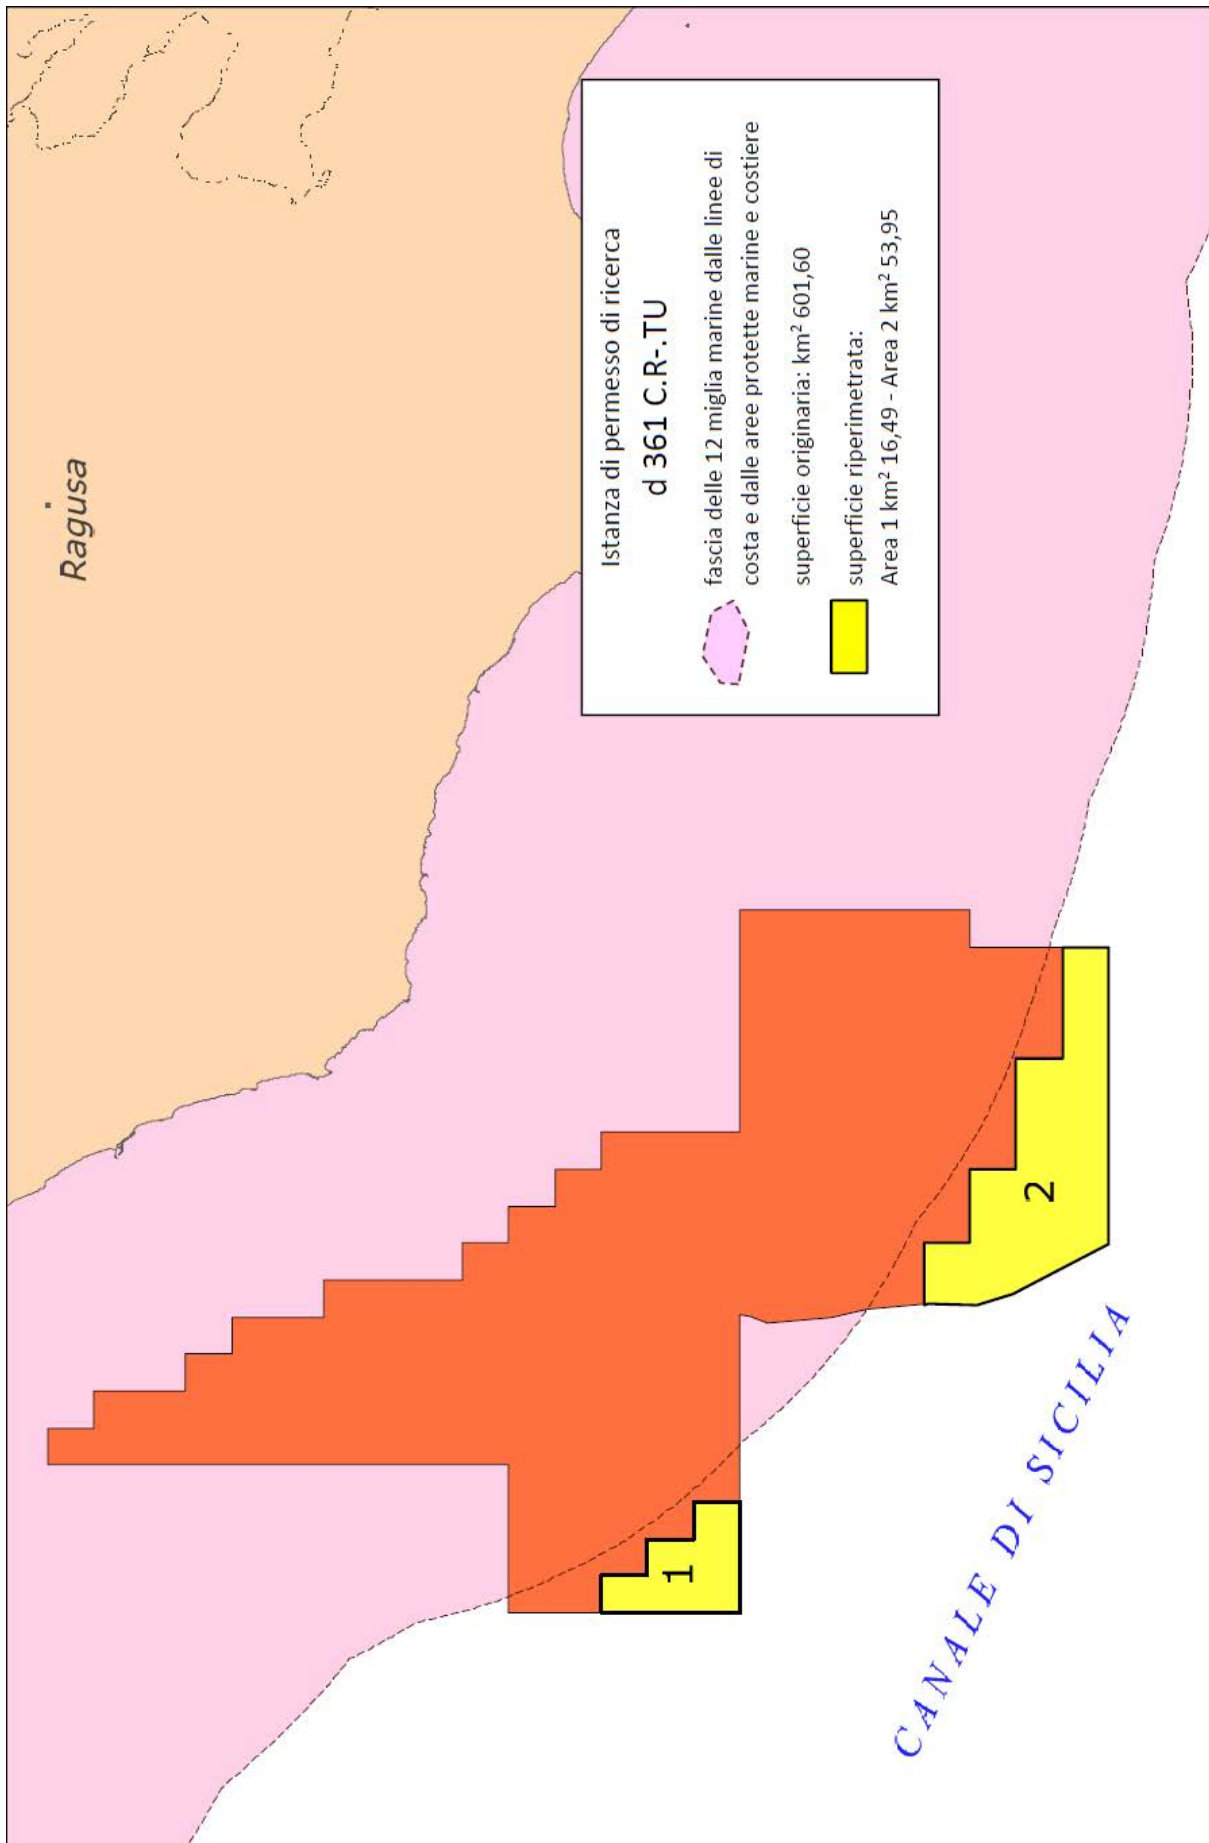 Ragusa
Istanza di permesso di ricerca
d 361 C.R-.TU
fascia delle 12 miglia marine dalle linee di
costa e dalle aree protette marine e costiere
superficie originaria: km² 601,60
superficie riperimetrata:
Area 1 km² 16,49 - Area 2 km² 53,95
1
2
CANALE DI SICILIA